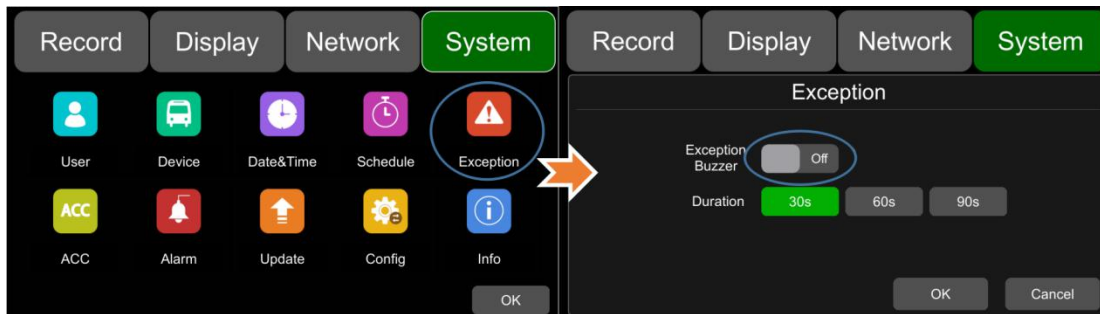 Record Display Network System
User Device Date&Time Schedule Exception
ACC
ACC Alarm Update Config Info
OK
Record Display Network System
Exception
Exception
Buzzer Off
Duration 30s 60s 90s
OK Cancel